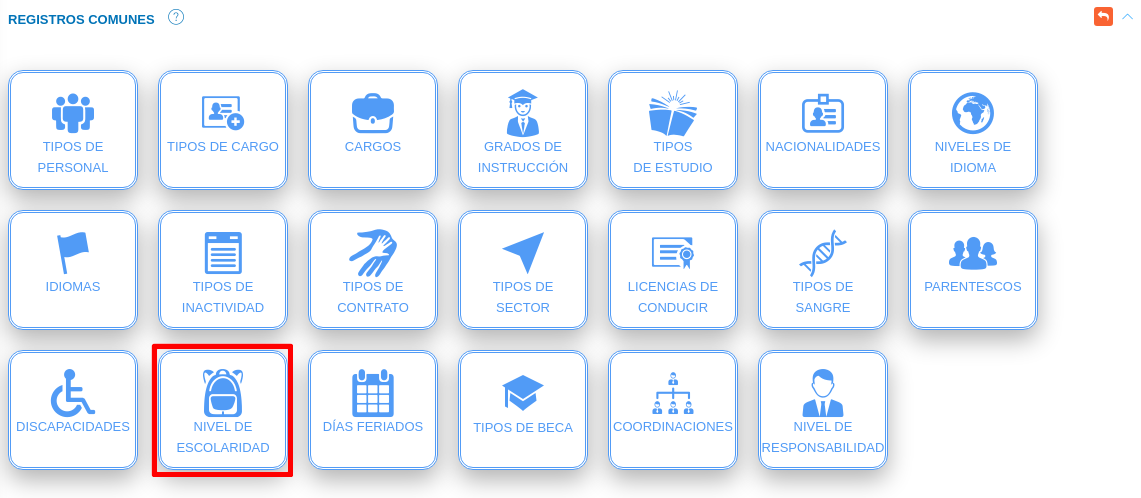 REGISTROS COMUNES ?
TIPOS DE
PERSONAL
TIPOS DE CARGO
CARGOS
GRADOS DE
INSTRUCCIÓN
TIPOS
DE ESTUDIO
NACIONALIDADES
NIVELES DE
IDIOMA
IDIOMAS
TIPOS DE
INACTIVIDAD
TIPOS DE
CONTRATO
TIPOS DE
SECTOR
LICENCIAS DE
CONDUCIR
TIPOS DE
SANGRE
PARENTESCOS
DISCAPACIDADES
NIVEL DE
ESCOLARIDAD
DÍAS FERIADOS
TIPOS DE BECA
COORDINACIONES
NIVEL DE
RESPONSABILIDAD